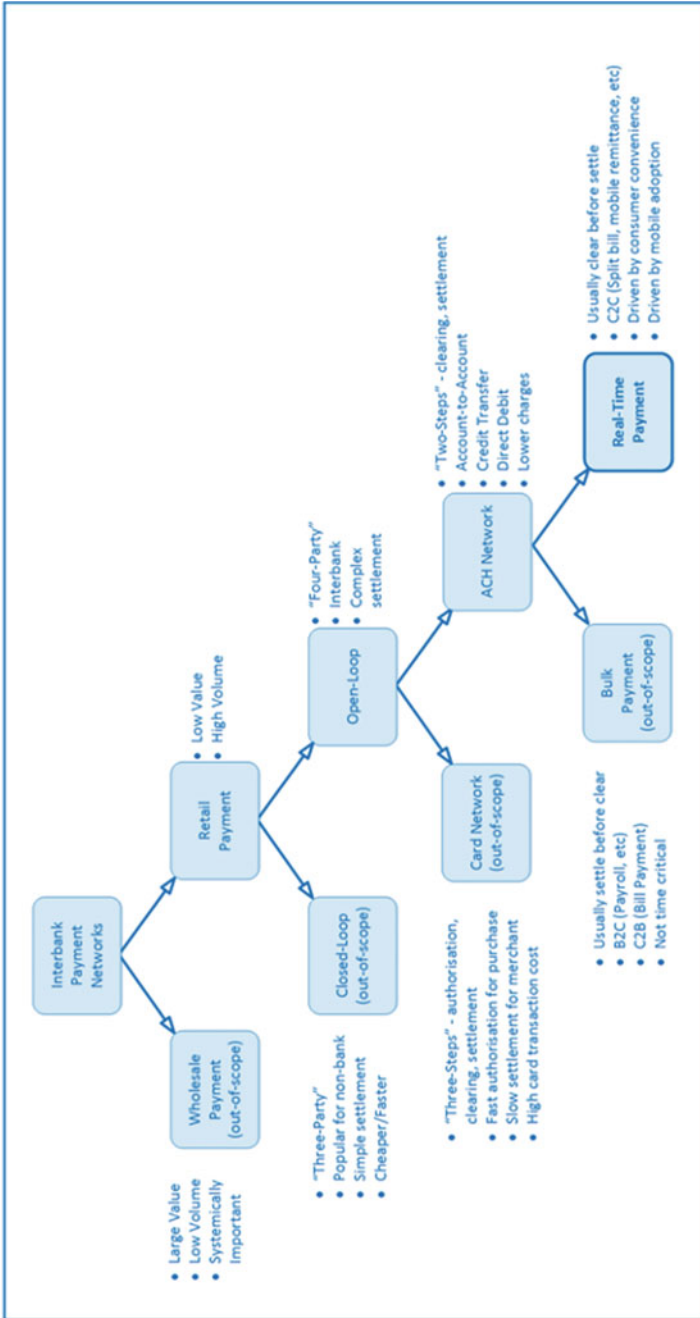 Interbank
Payment
Networks
• Large Value
• Low Volume
• Systemically
Important
Wholesale
Payment
(out-of-scope)
Retail
Payment
• Low Value
• High Volume
• "Three-Party"
• Popular for non-bank
• Simple settlement
• Cheaper/Faster
Closed-Loop
(out-of-scope)
Open-Loop
• "Four-Party"
• Interbank
• Complex
settlement
• "Three-Steps" - authorisation,
clearing, settlement
• Fast authorisation for purchase
• Slow settlement for merchant
• High card transaction cost
Card Network
(out-of-scope)
ACH Network
• "Two-Steps" - clearing, settlement
• Account-to-Account
• Credit Transfer
• Direct Debit
• Lower charges
• Usually settle before clear
• B2C (Payroll, etc)
• C2B (Bill Payment)
• Not time critical
Bulk
Payment
(out-of-scope)
Real-Time
Payment
• Usually clear before settle
• C2C (Split bill, mobile remittance, etc)
• Driven by consumer convenience
• Driven by mobile adoption